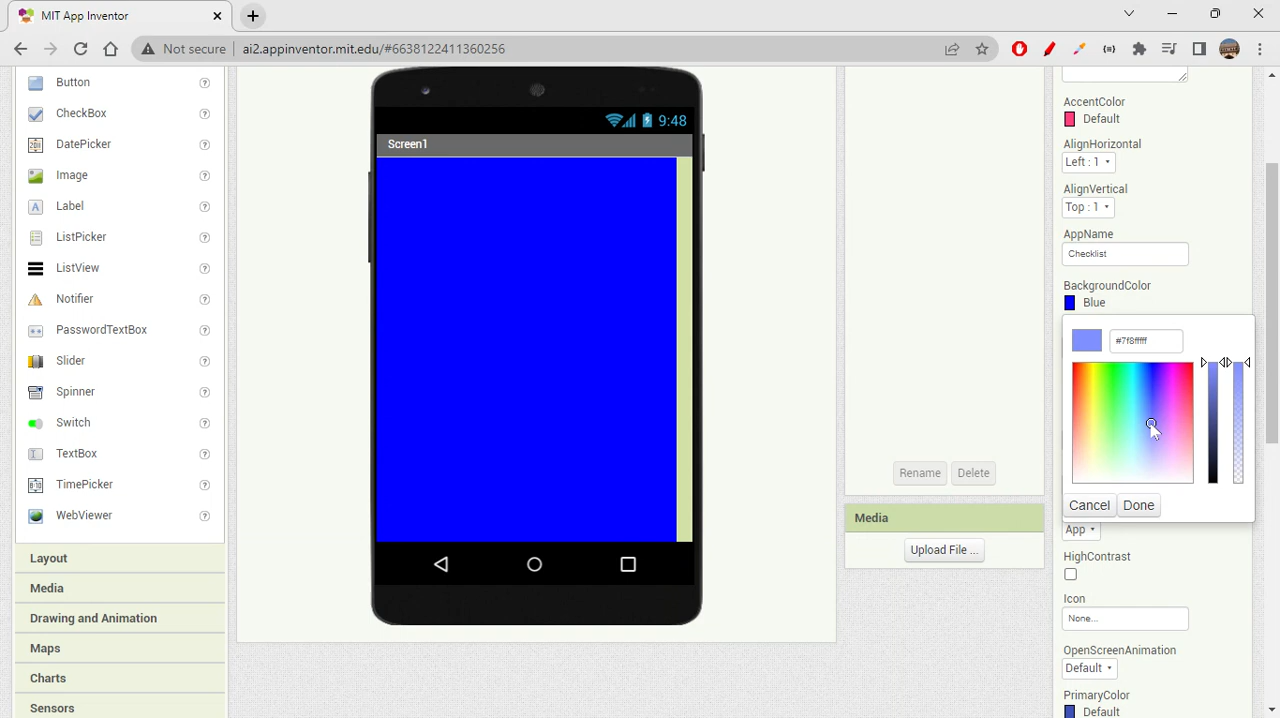 MIT App Inventor
Not secure
ai2.appinventor.mit.edu/#6638122411360256
Button
CheckBox
DatePicker
Image
Label
ListPicker
ListView
Notifier
PasswordTextBox
Slider
Spinner
Switch
TextBox
TimePicker
WebViewer
Layout
Media
Drawing and Animation
Maps
Charts
Sensors
9:48
Screen1
Rename
Delete
Media
Upload File ...
AccentColor
Default
AlignHorizontal
Left : 1
AlignVertical
Top : 1
AppName
Checklist
BackgroundColor
Blue
#7f8fffff
Cancel
Done
App
HighContrast
Icon
None...
OpenScreenAnimation
Default
PrimaryColor
Default